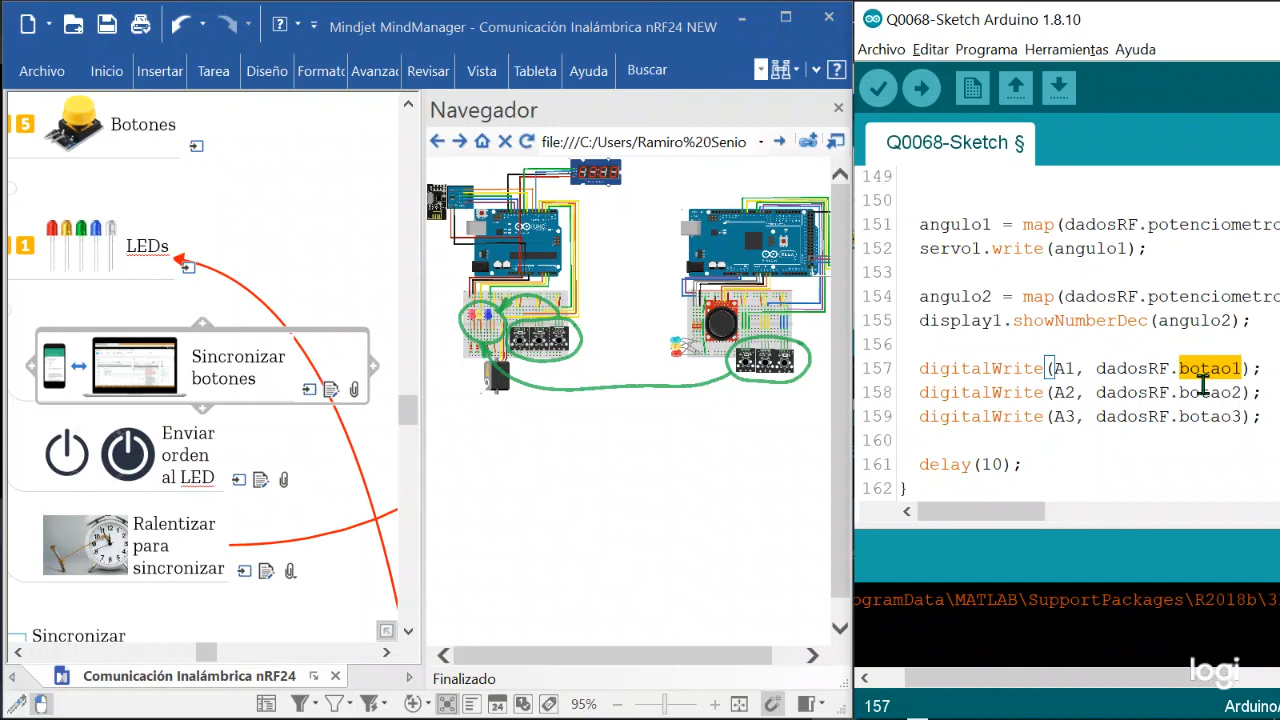 Mindjet MindManager - Comunicación Inalámbrica nRF24 NEW
Archivo Inicio Insertar Tarea Diseño Formato Avanza Revisar Vista Tableta Ayuda Buscar
5 Botones
1 LEDs
Sincronizar
botones
Enviar
orden
al LED
Ralentizar
para
sincronizar
Sincronizar
Comunicación Inalámbrica nRF24
Navegador
file:///C:/Users/Ramiro%20Senio
Finalizado
24
95%
Q0068-Sketch Arduino 1.8.10
Archivo Editar Programa Herramientas Ayuda
Q0068-Sketch §
149
150
151 angulo1 = map(dadosRF.potenciometro
152 servo1.write(angulo1);
153
154 angulo2 = map(dadosRF.potenciometro
155 display1.showNumberDec(angulo2);
156
157 digitalWrite(A1, dadosRF.botao1);
158 digitalWrite(A2, dadosRF.botao2);
159 digitalWrite(A3, dadosRF.botao3);
160
161 delay(10);
162 }
ogramData\MATLAB\SupportPackages\R2018b\3
logi
157
Arduino